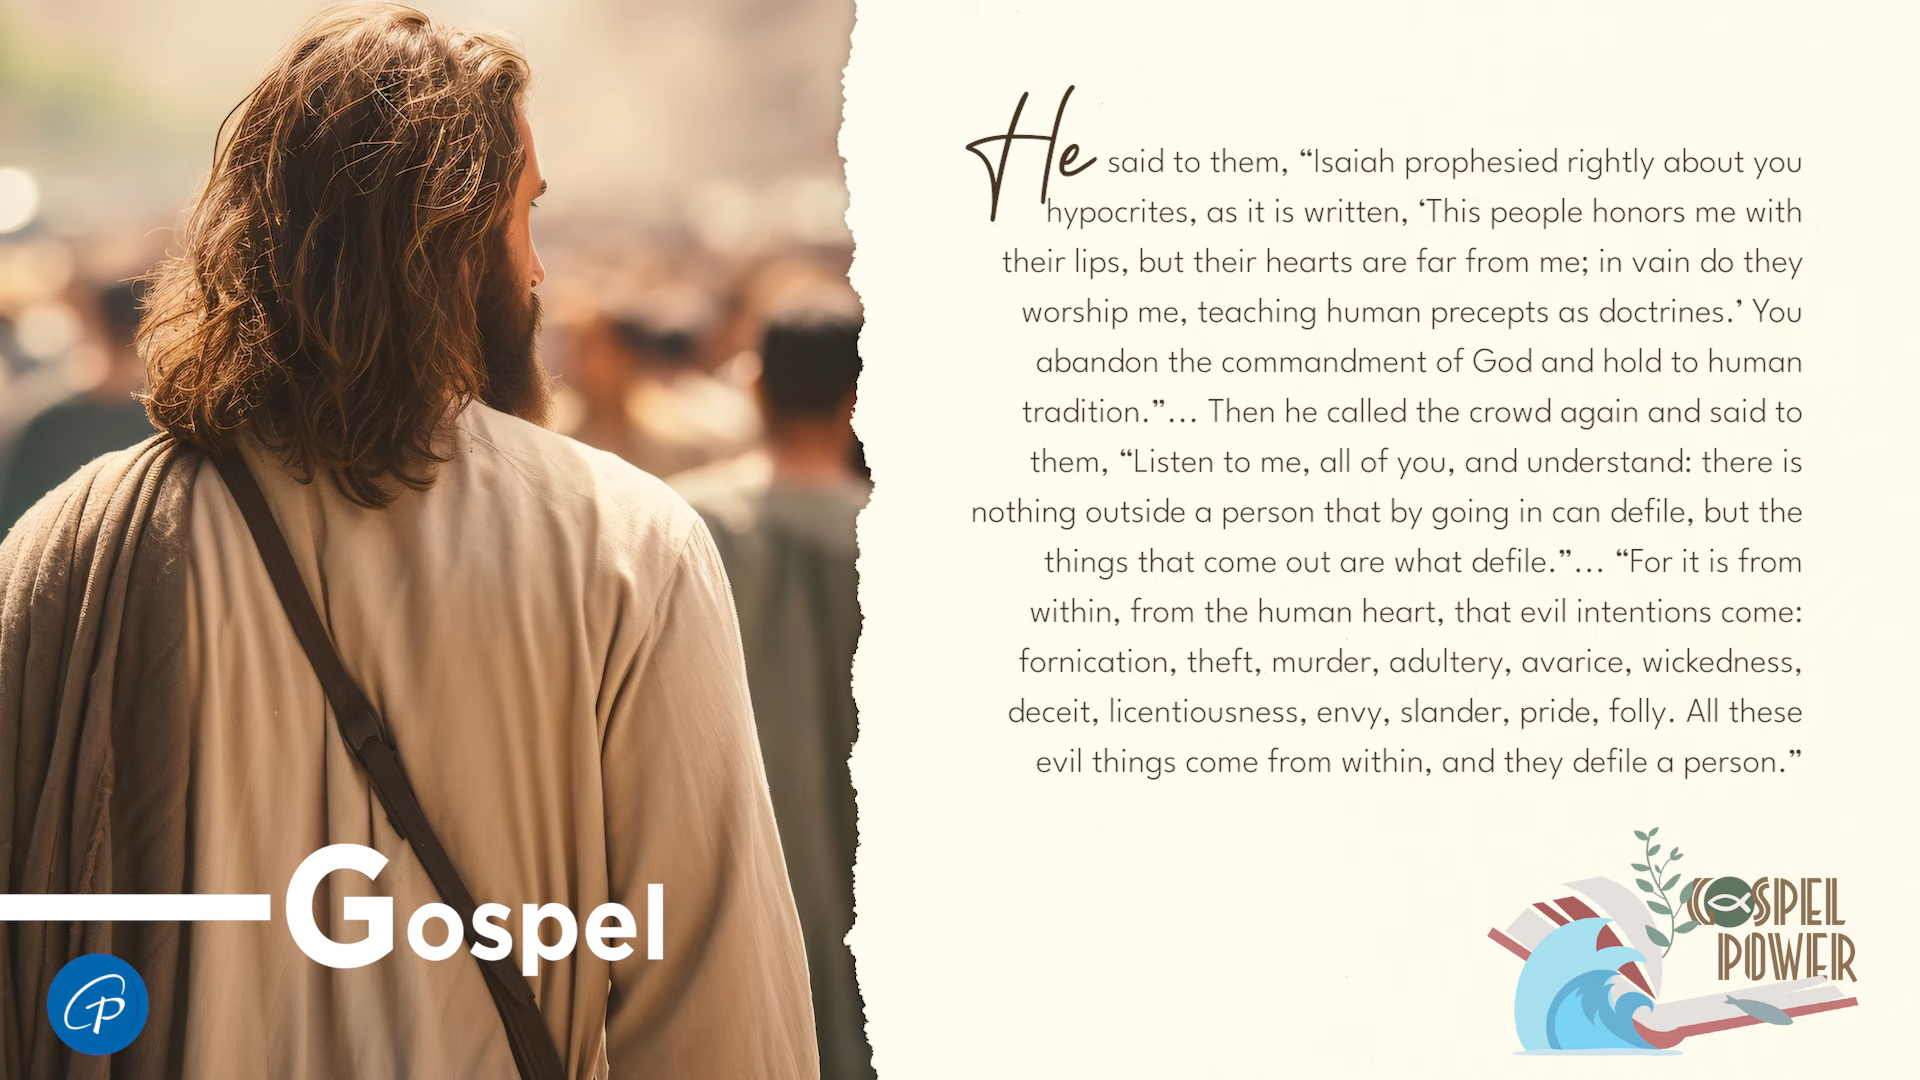 He said to them, “Isaiah prophesied rightly about you
hypocrites, as it is written, ‘This people honors me with
their lips, but their hearts are far from me; in vain do they
worship me, teaching human precepts as doctrines.’ You
abandon the commandment of God and hold to human
tradition.”... Then he called the crowd again and said to
them, “Listen to me, all of you, and understand: there is
nothing outside a person that by going in can defile, but the
things that come out are what defile.”... “For it is from
within, from the human heart, that evil intentions come:
fornication, theft, murder, adultery, avarice, wickedness,
deceit, licentiousness, envy, slander, pride, folly. All these
evil things come from within, and they defile a person.”
Gospel
GP
GOSPEL
POWER